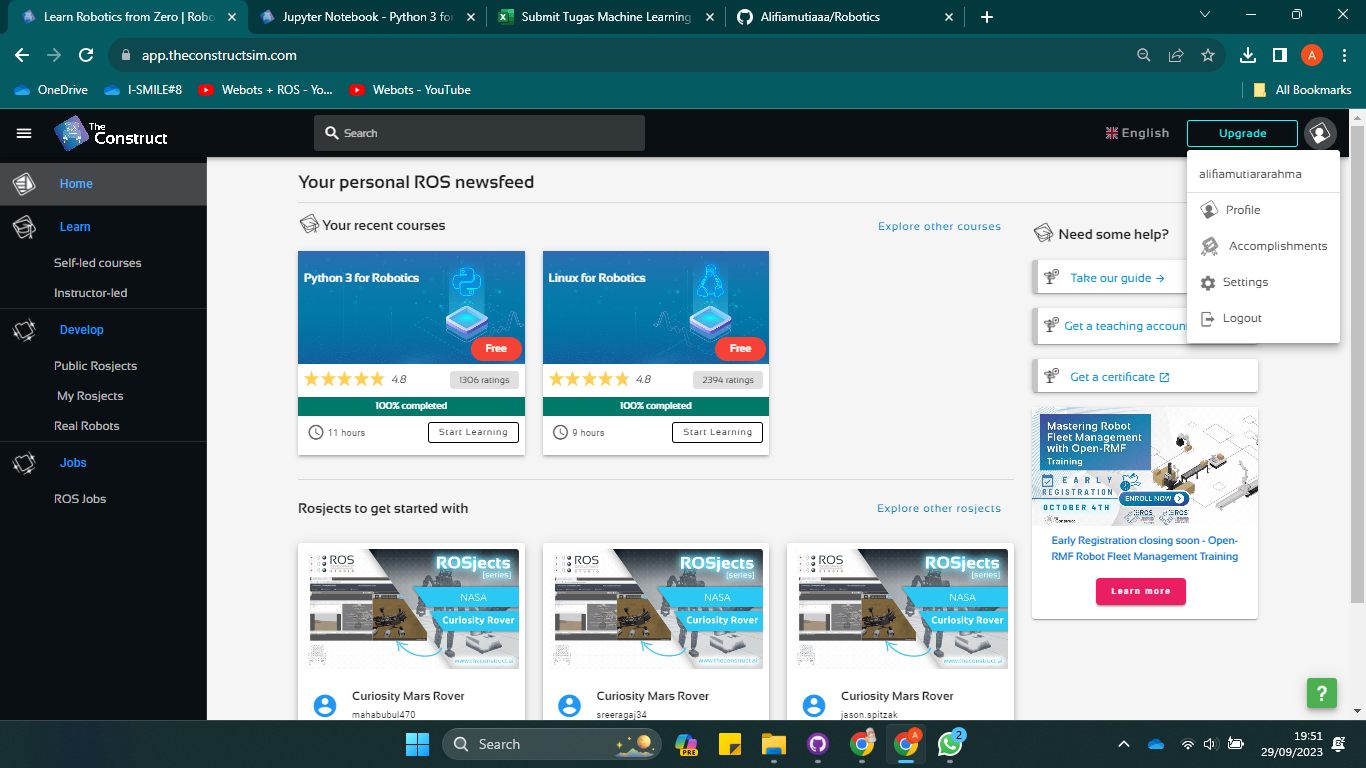 Learn Robotics from Zero | Robo
Jupyter Notebook - Python 3 for
Submit Tugas Machine Learning
Alifiamutiaaa/Robotics
app.theconstructsim.com
A
OneDrive
I-SMILE#8
Webots + ROS - Yo...
Webots - YouTube
All Bookmarks
The
Construct
Search
English
Upgrade
alifiamutiararahma
Profile
Accomplishments
Settings
Logout
Home
Learn
Self-led courses
Instructor-led
Develop
Public Rosjects
My Rosjects
Real Robots
Jobs
ROS Jobs
Your personal ROS newsfeed
Your recent courses
Explore other courses
Python 3 for Robotics
Free
4.8
1306 ratings
100% completed
11 hours
Start Learning
Linux for Robotics
Free
4.8
2394 ratings
100% completed
9 hours
Start Learning
Need some help?
Take our guide →
Get a teaching accoun
Get a certificate
Mastering Robot
Fleet Management
with Open-RMF
Training
EARLY
REGISTRATION
OCTOBER 4TH
ENROLL NOW
Construct
Early Registration closing soon - Open-
RMF Robot Fleet Management Training
Learn more
Rosjects to get started with
Explore other rosjects
ROS
ROSjects
[series]
NASA
Curiosity Rover
www.theconstruct.ai
Curiosity Mars Rover
mahabubul470
ROS
ROSjects
[series]
NASA
Curiosity Rover
www.theconstruct.ai
Curiosity Mars Rover
sreeragaj34
ROS
ROSjects
[series]
NASA
Curiosity Rover
www.theconstruct.ai
Curiosity Mars Rover
jason.spitzak
?
Search
PRE
A
2
19:51
29/09/2023